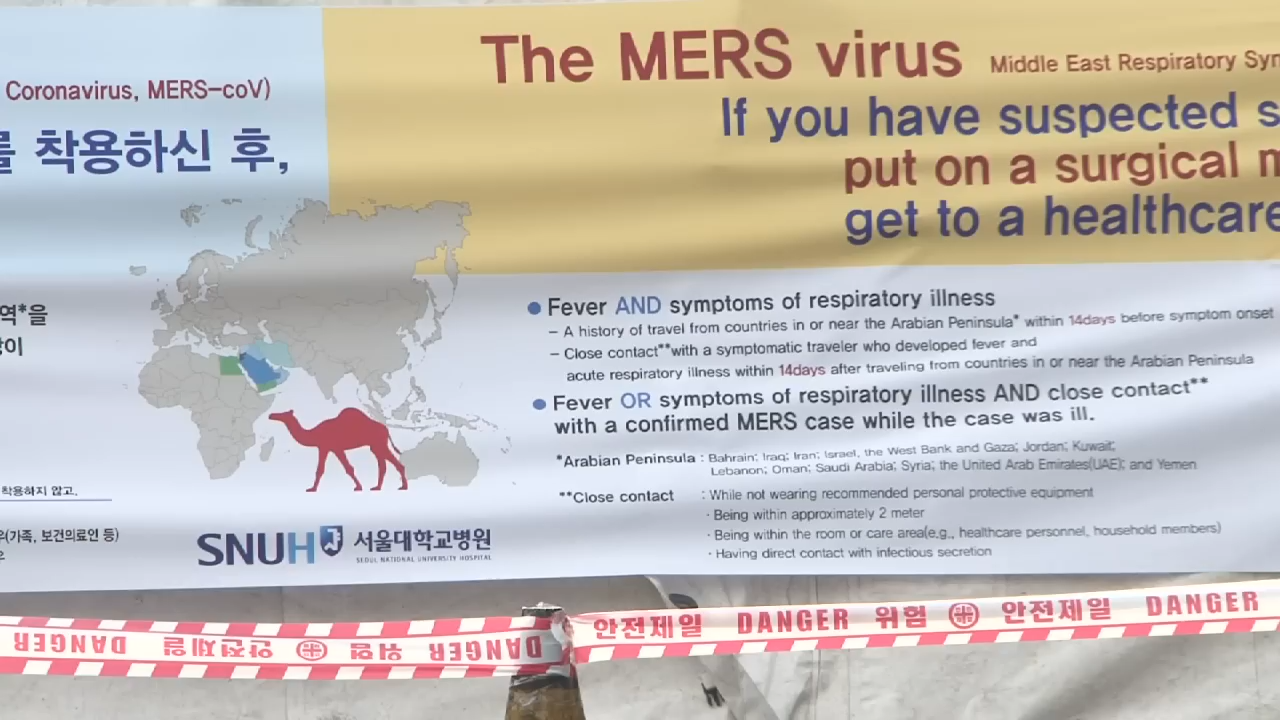 Coronavirus, MERS-coV)
를 착용하신 후,
역*을
착용하지 않고,
(가족, 보건의료인 등)
The MERS virus Middle East Respiratory
If you have suspected
put on a surgical
get to a healthcare
Fever AND symptoms of respiratory illness
– A history of travel from countries in or near the Arabian Peninsula* within 14days before symptom onset
– Close contact**with a symptomatic traveler who developed fever and
acute respiratory illness within 14days after traveling from countries in or near the Arabian Peninsula
Fever OR symptoms of respiratory illness AND close contact**
with a confirmed MERS case while the case was ill.
*Arabian Peninsula : Bahrain; Iraq; Iran; Israel, the West Bank and Gaza; Jordan; Kuwait;
Lebanon; Oman; Saudi Arabia; Syria; the United Arab Emirates(UAE); and Yemen
**Close contact : While not wearing recommended personal protective equipment
· Being within approximately 2 meter
· Being within the room or care area(e.g., healthcare personnel, household members)
· Having direct contact with infectious secretion
SNUH 서울대학교병원
SEOUL NATIONAL UNIVERSITY HOSPITAL
안전제일 DANGER 위험 안전제일 DANGER
DANGER 위험 안전제일 DANGER